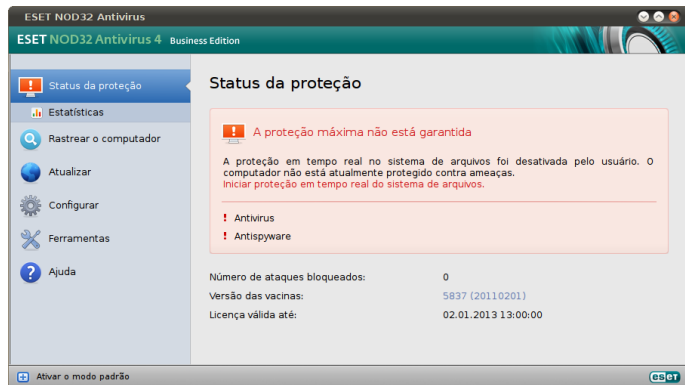 ESET NOD32 Antivirus
ESET NOD32 Antivirus 4 Business Edition
Status da proteção
Estatísticas
Rastrear o computador
Atualizar
Configurar
Ferramentas
Ajuda
Status da proteção
A proteção máxima não está garantida
A proteção em tempo real no sistema de arquivos foi desativada pelo usuário. O
computador não está atualmente protegido contra ameaças.
Iniciar proteção em tempo real do sistema de arquivos.
! Antivirus
! Antispyware
Número de ataques bloqueados: 0
Versão das vacinas: 5837 (20110201)
Licença válida até: 02.01.2013 13:00:00
Ativar o modo padrão
eseT